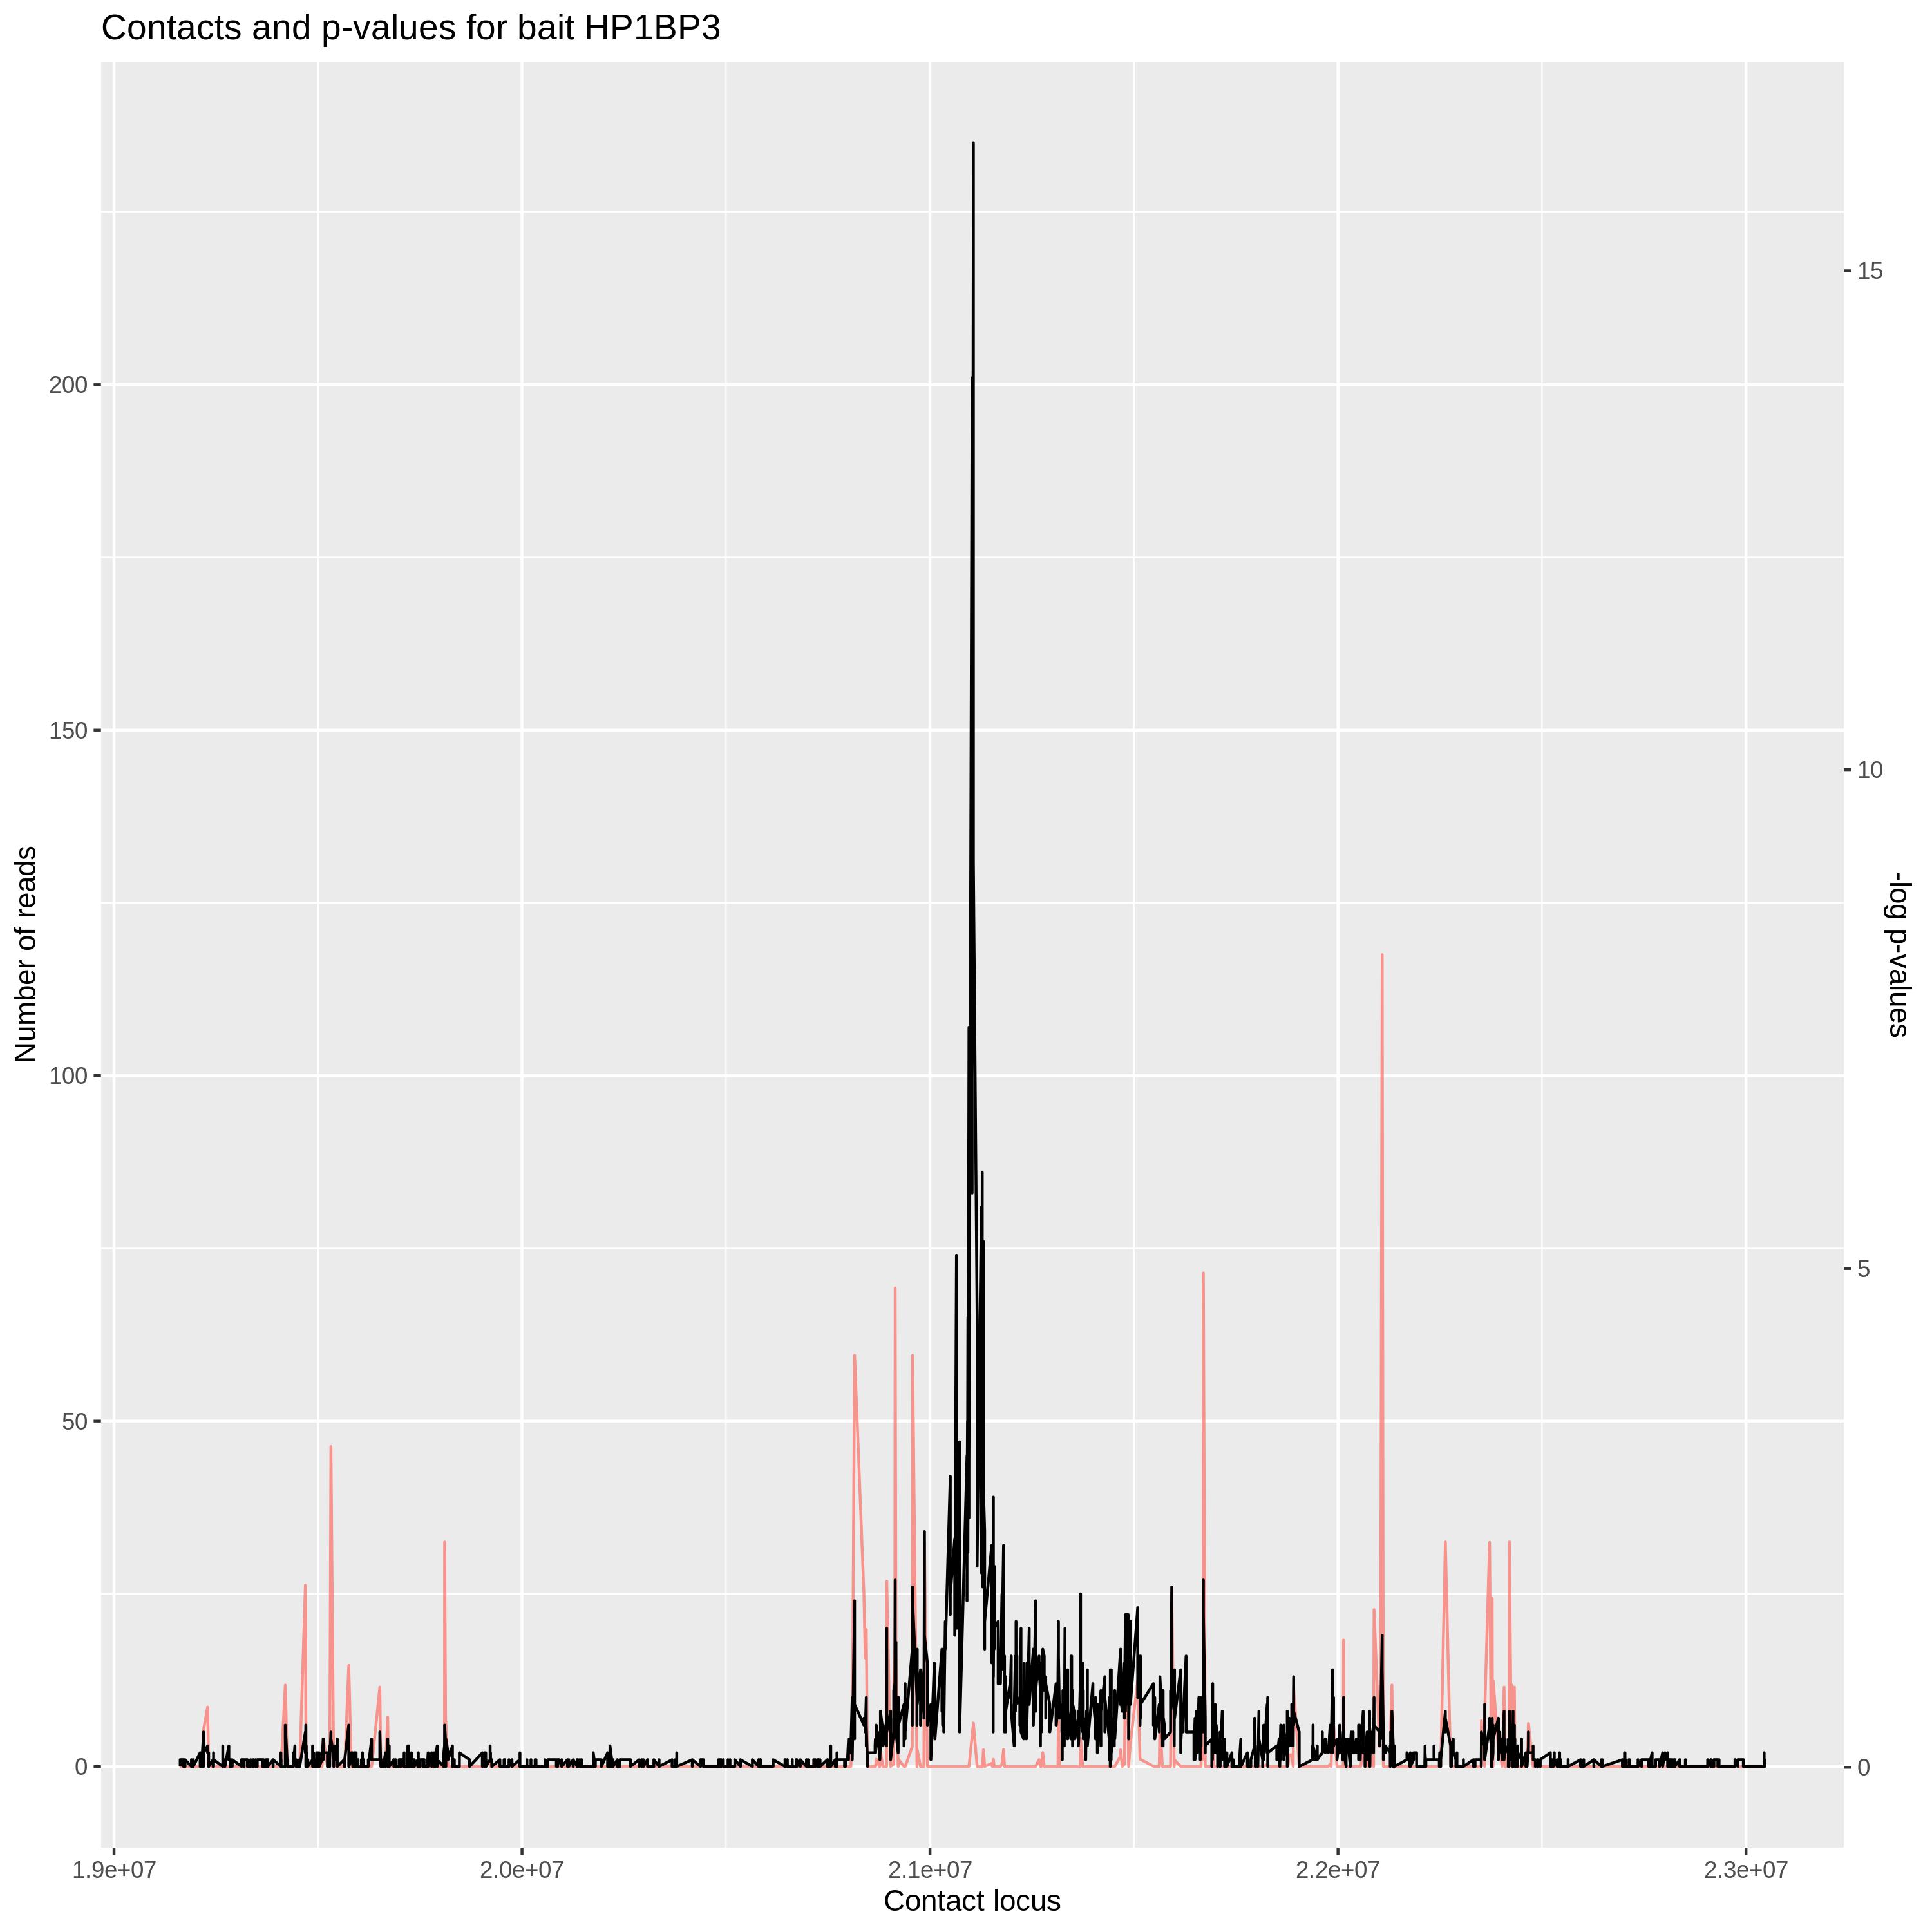 Contacts and p-values for bait HP1BP3
Number of reads
200
150
100
50
0
15
10
5
0
-log p-values
1.9e+07 2.0e+07 2.1e+07 2.2e+07 2.3e+07
Contact locus